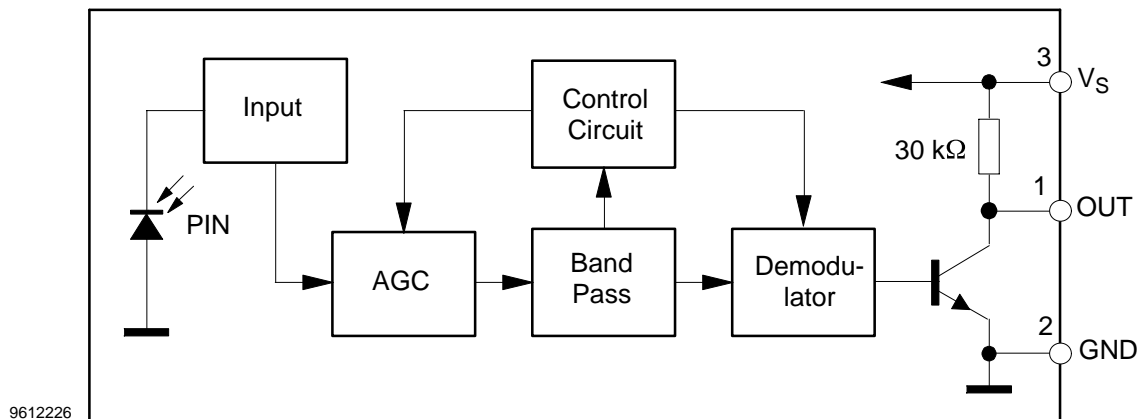 Input
PIN
AGC
Control
Circuit
Band
Pass
Demodu-
lator
30 kΩ
3
VS
1
OUT
2
GND
9612226